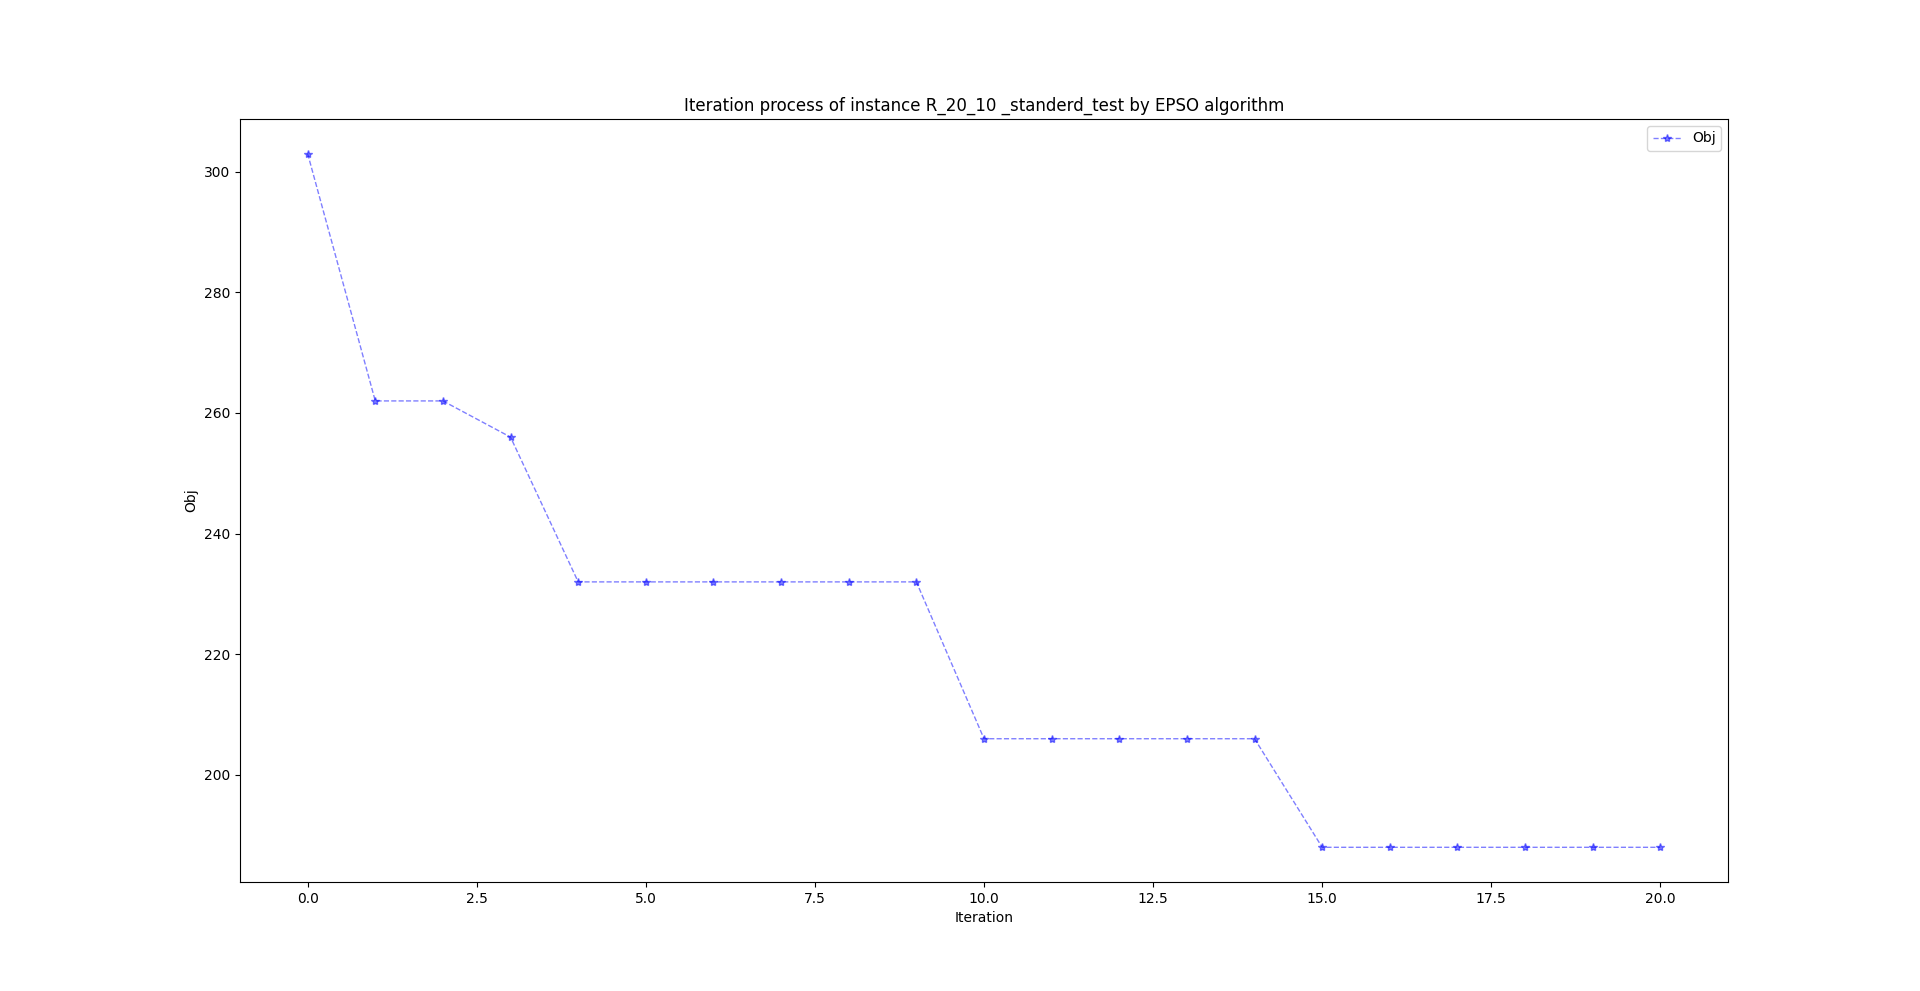 Iteration process of instance R_20_10 _standerd_test by EPSO algorithm
Obj
300
280
260
240
220
200
Obj
0.0 2.5 5.0 7.5 10.0 12.5 15.0 17.5 20.0
Iteration